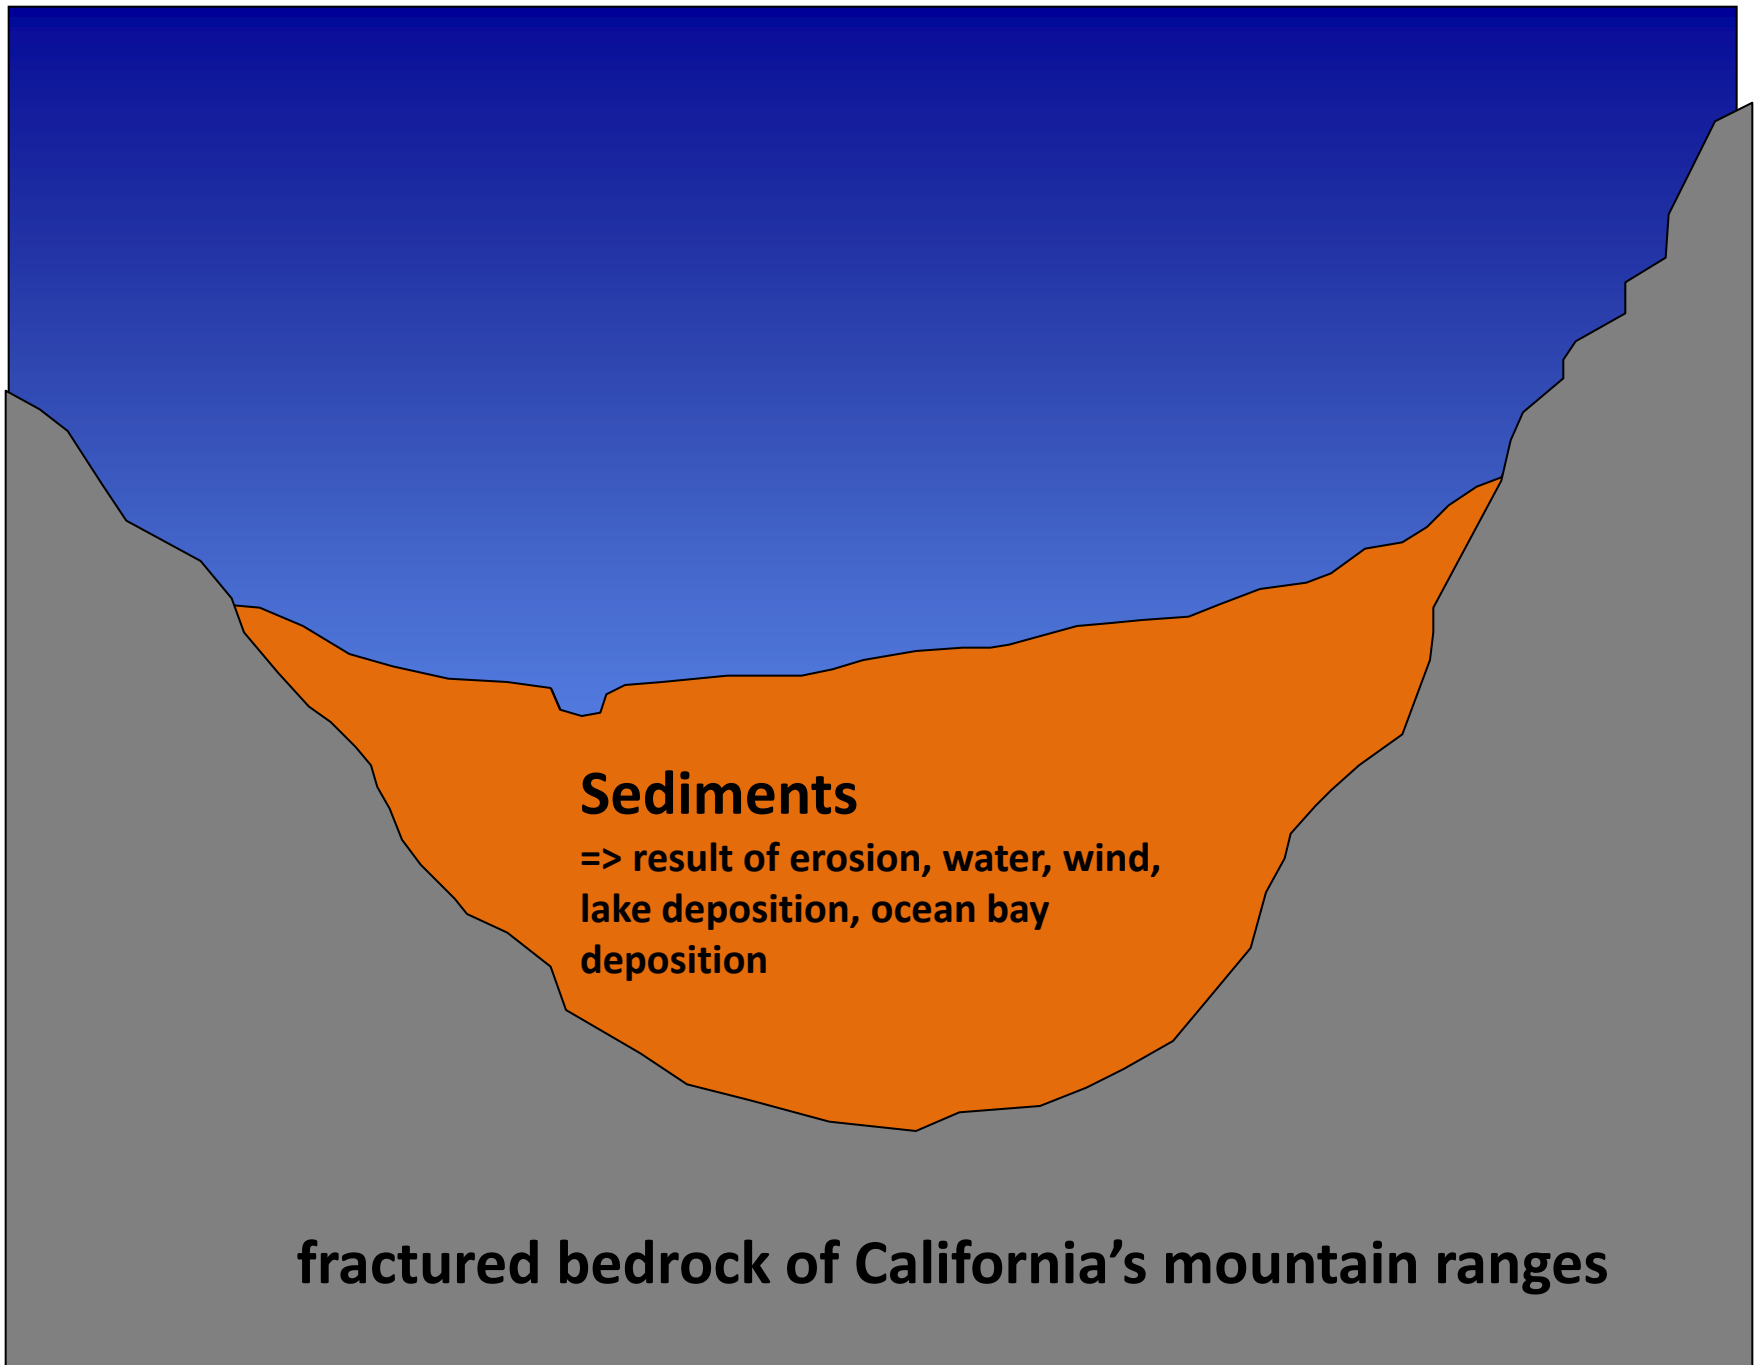 Sediments
=> result of erosion, water, wind,
lake deposition, ocean bay
deposition
fractured bedrock of California’s mountain ranges